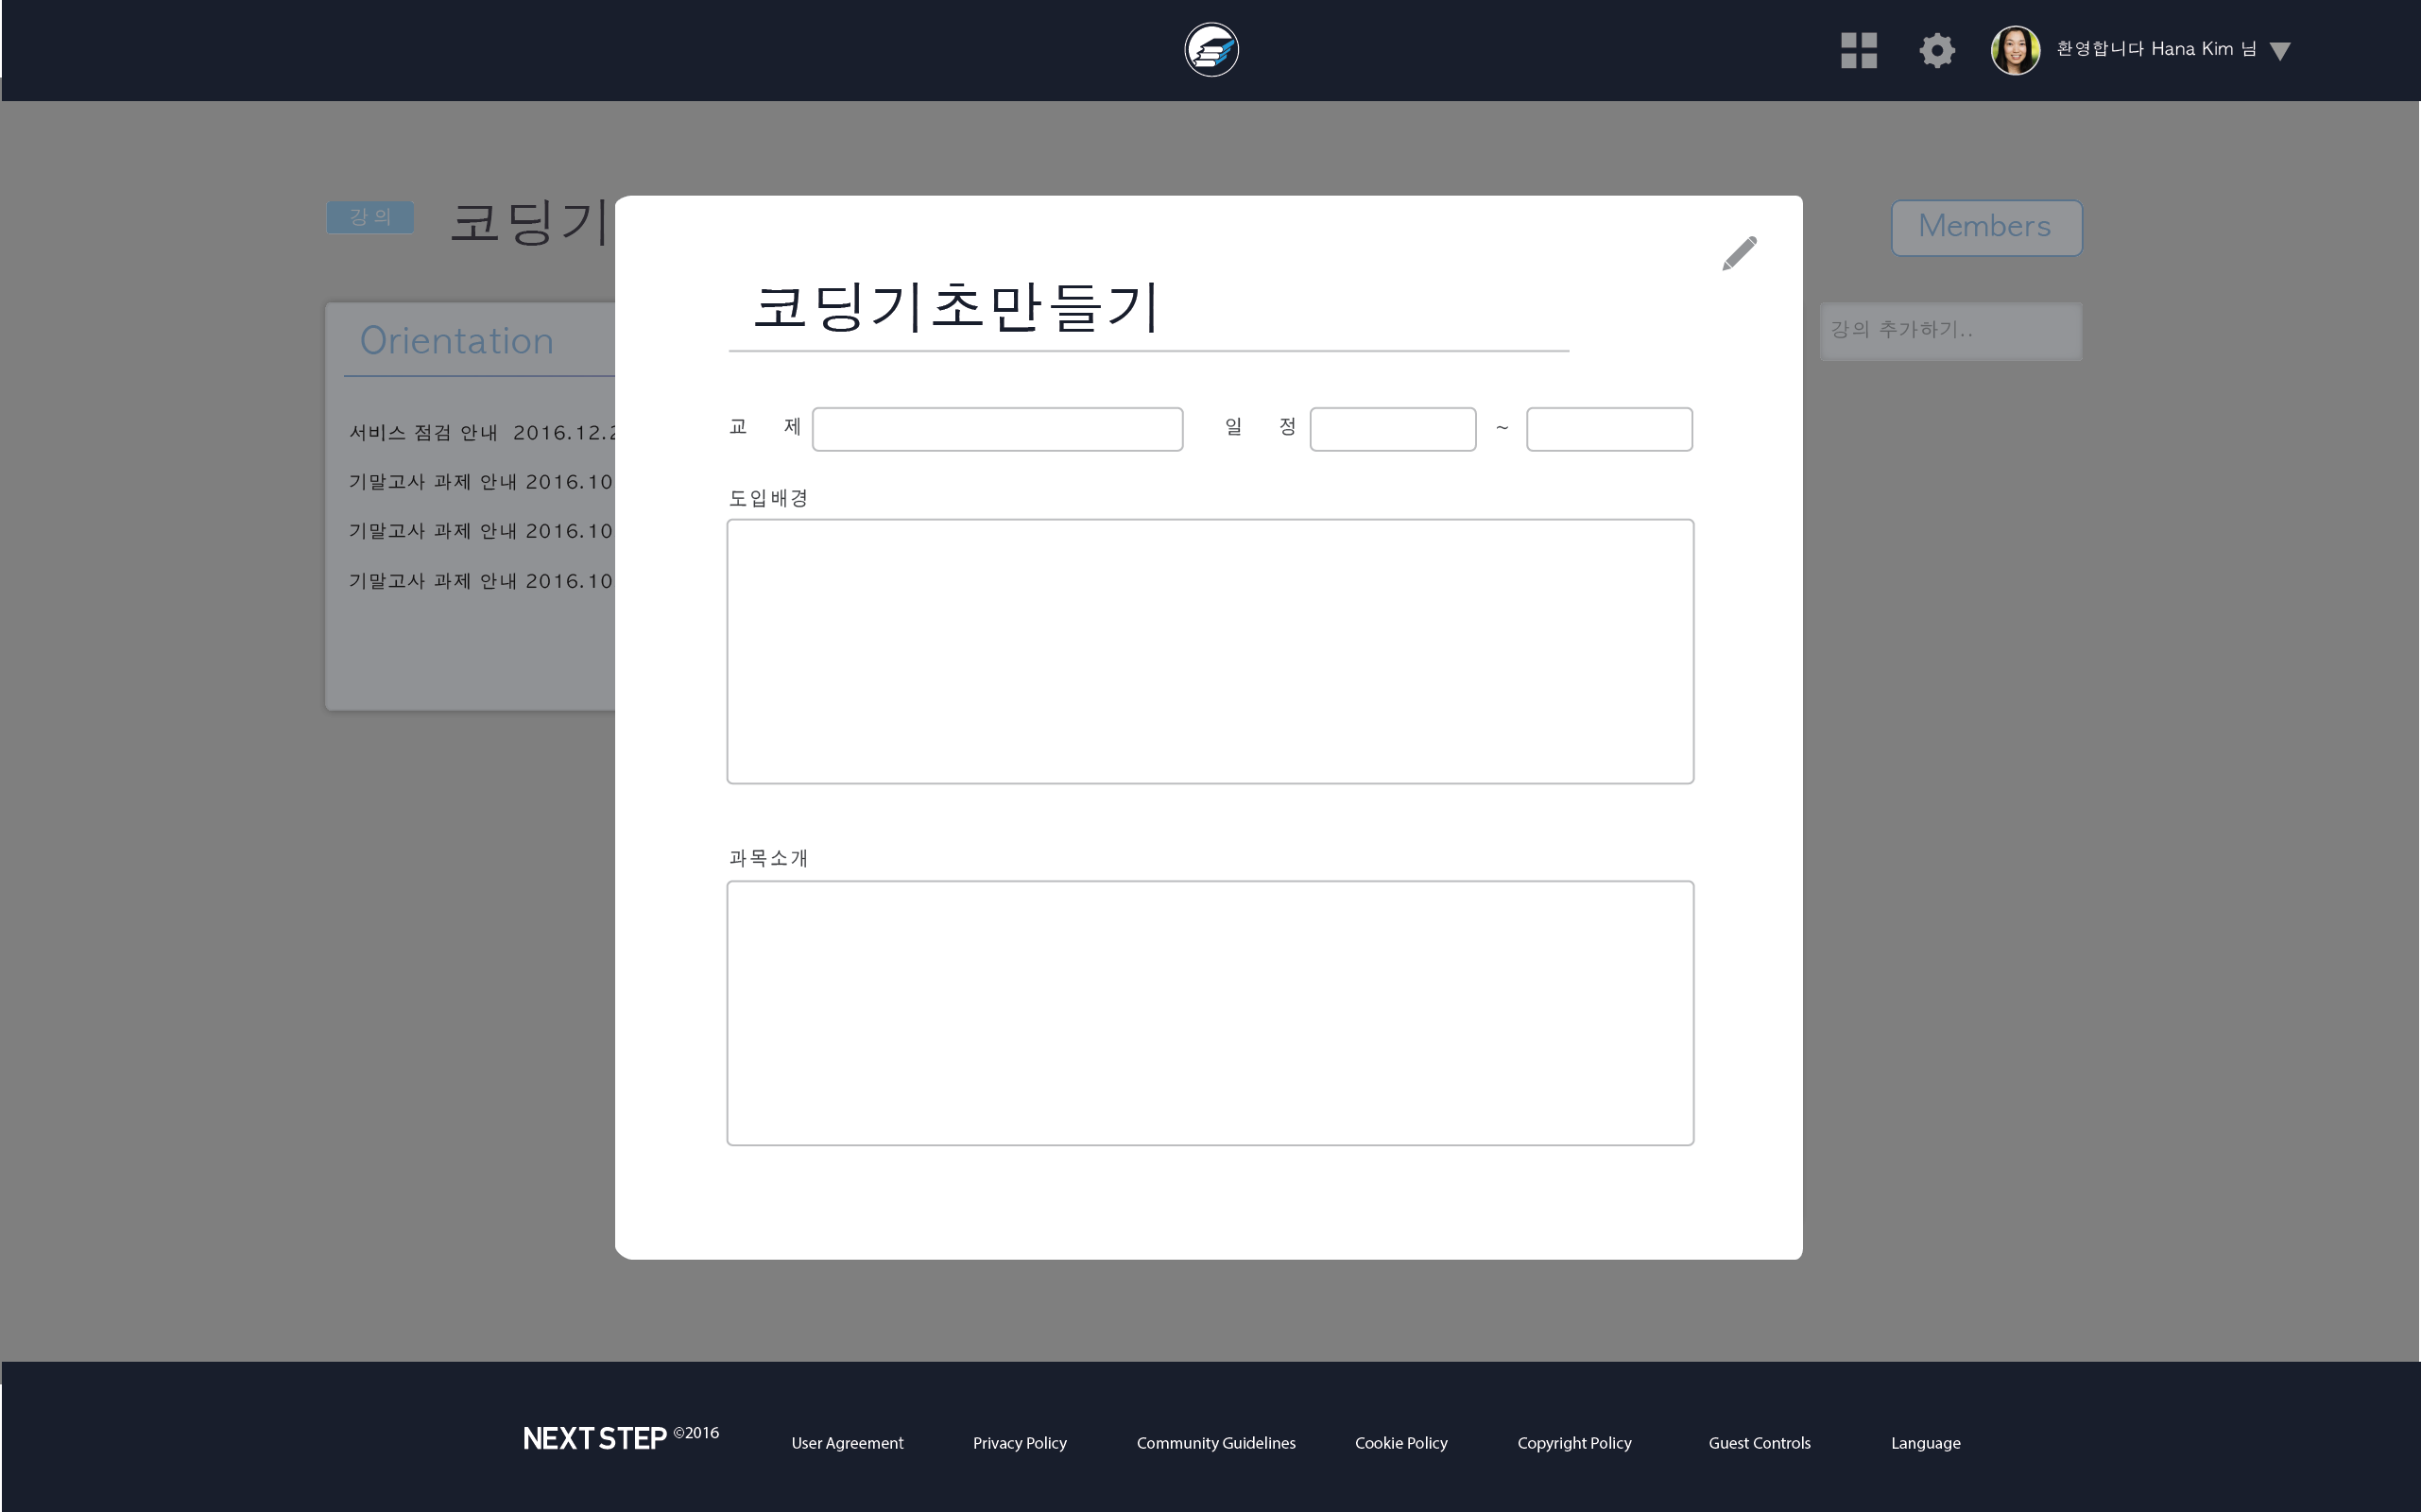 환영합니다 Hana Kim 님
강의 코딩기
Members
코딩기초만들기
Orientation
강의 추가하기..
교 제
일 정 ~
서비스 점검 안내 2016.12.2
기말고사 과제 안내 2016.10
기말고사 과제 안내 2016.10
기말고사 과제 안내 2016.10
도입배경
과목소개
NEXT STEP ©2016 User Agreement Privacy Policy Community Guidelines Cookie Policy Copyright Policy Guest Controls Language